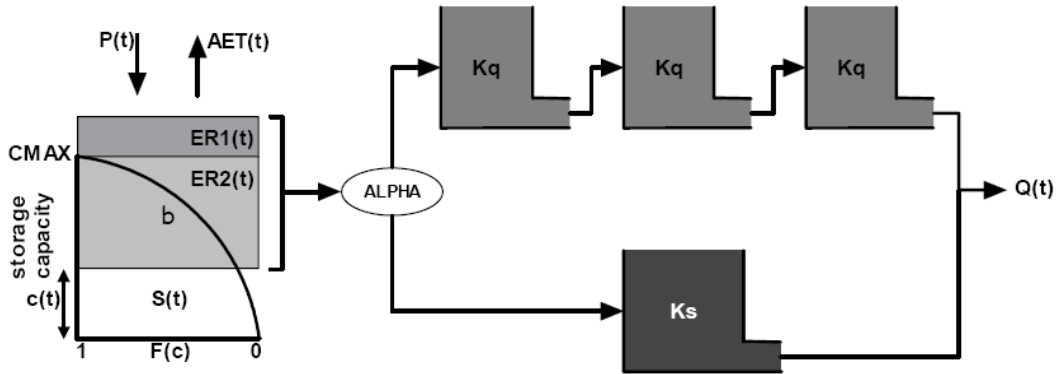 P(t)
AET(t)
ER1(t)
CMAX
ER2(t)
b
storage
capacity
c(t)
S(t)
1
F(c)
0
ALPHA
Kq
Kq
Kq
Ks
Q(t)